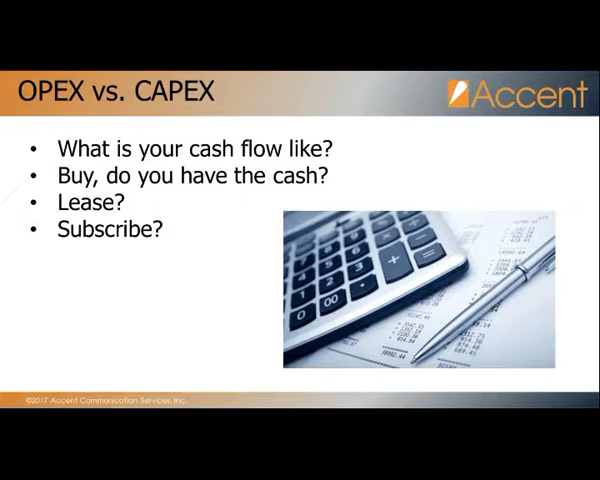 OPEX vs. CAPEX
Accent
• What is your cash flow like?
• Buy, do you have the cash?
• Lease?
• Subscribe?
©2017 Accent Communication Services, Inc.